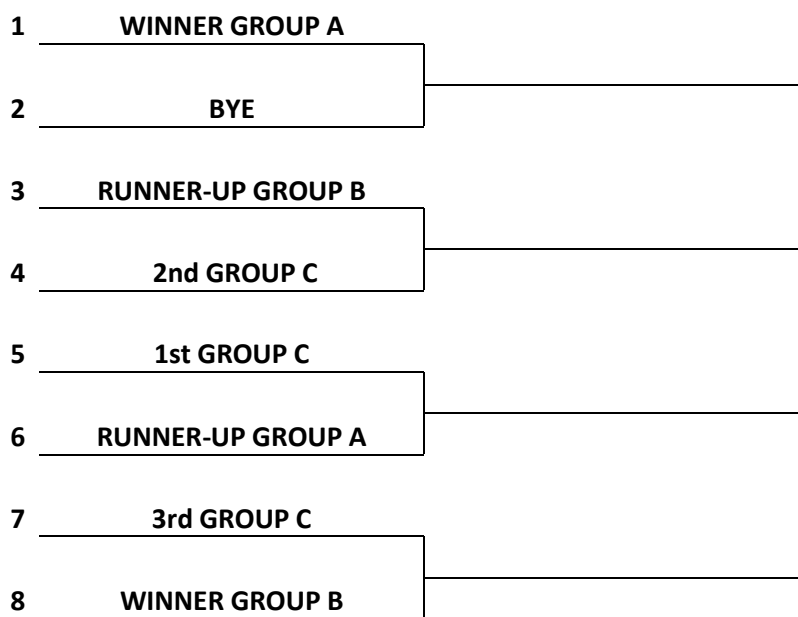 1 WINNER GROUP A
2 BYE
3 RUNNER-UP GROUP B
4 2nd GROUP C
5 1st GROUP C
6 RUNNER-UP GROUP A
7 3rd GROUP C
8 WINNER GROUP B